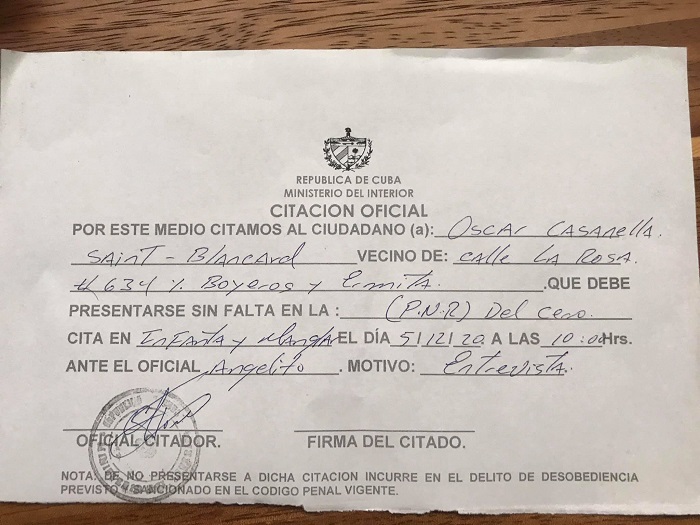 REPUBLICA DE CUBA
MINISTERIO DEL INTERIOR
CITACION OFICIAL
POR ESTE MEDIO CITAMOS AL CIUDADANO (a): Oscar Casanella
Saint-Blancard VECINO DE: Calle La Rosa.
#634 % Boyeros y Ermita. .QUE DEBE
PRESENTARSE SIN FALTA EN LA : (P.N.R) Del Cerro.
CITA EN Infanta y Manglar EL DÍA 5/12/20. A LAS 10:00 Hrs.
ANTE EL OFICIAL Angelito . MOTIVO: Entrevista.
OFICIAL CITADOR. FIRMA DEL CITADO.
NOTA: DE NO PRESENTARSE A DICHA CITACION INCURRE EN EL DELITO DE DESOBEDIENCIA
PREVISTO Y SANCIONADO EN EL CODIGO PENAL VIGENTE.